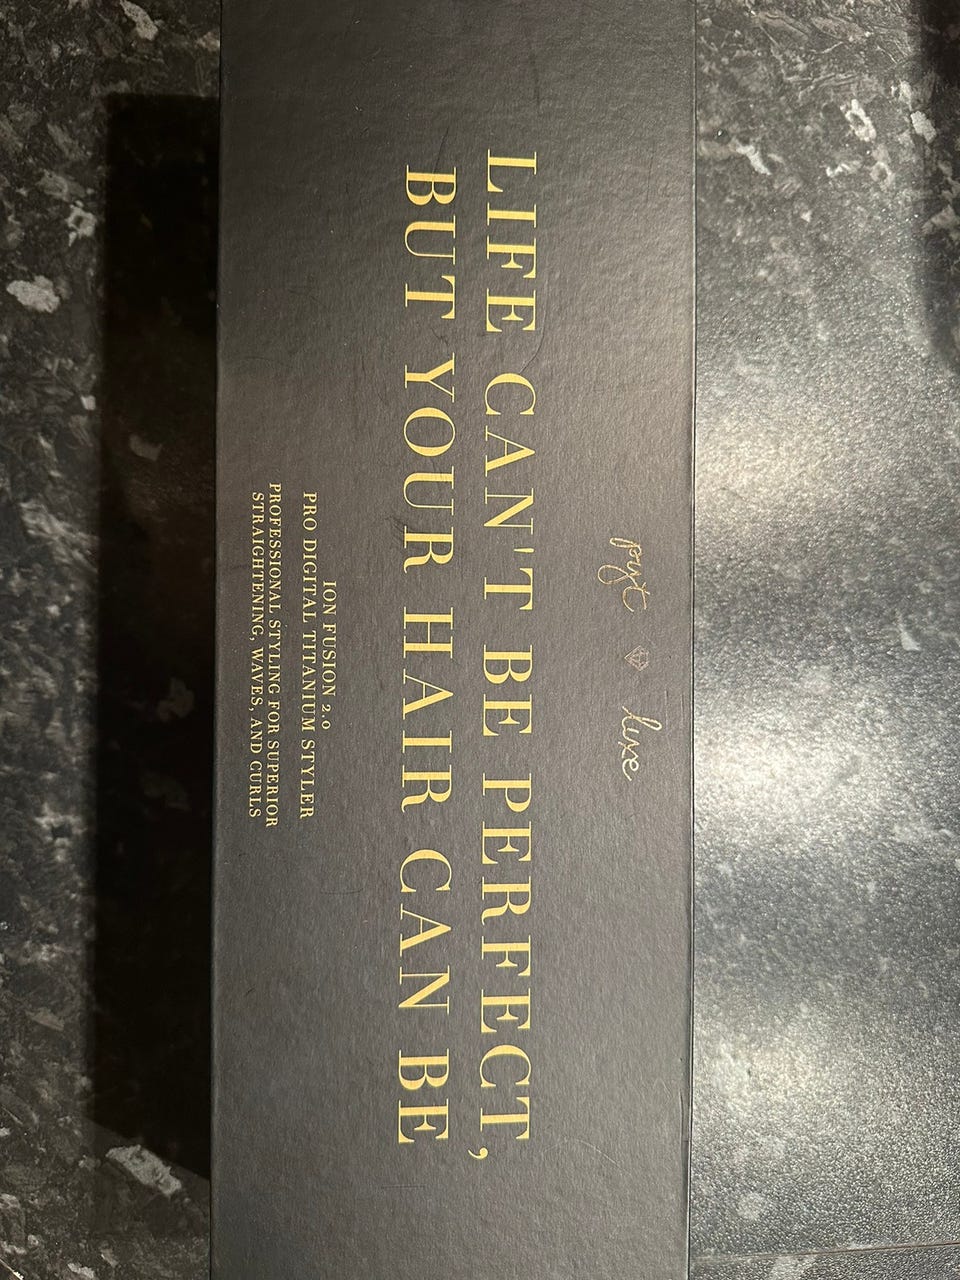 pyt luxe
LIFE CAN'T BE PERFECT,
BUT YOUR HAIR CAN BE
ION FUSION 2.0
PRO DIGITAL TITANIUM STYLER
PROFESSIONAL STYLING FOR SUPERIOR
STRAIGHTENING, WAVES, AND CURLS